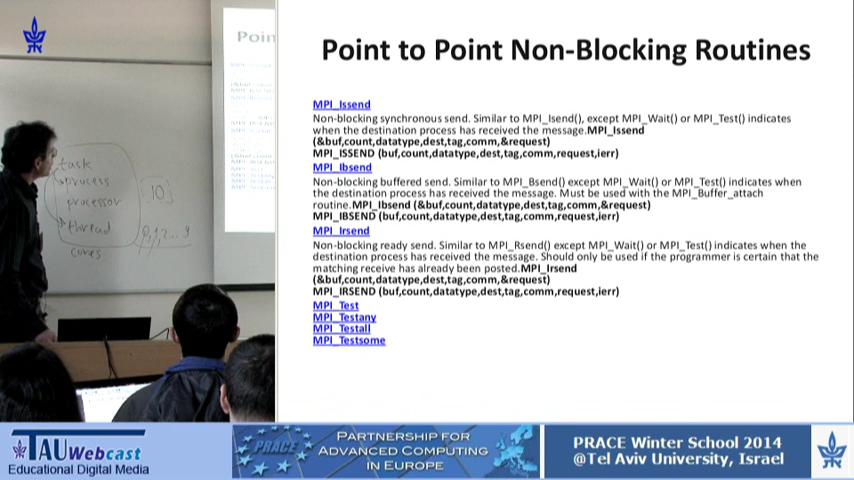 Poin
task
process
processor
thread
cores
[10]
0,1,2...9
Point to Point Non-Blocking Routines
MPI_Issend
Non-blocking synchronous send. Similar to MPI_Isend(), except MPI_Wait() or MPI_Test() indicates
when the destination process has received the message.MPI_Issend
(&buf,count,datatype,dest,tag,comm,&request)
MPI_ISSEND (buf,count,datatype,dest,tag,comm,request,ierr)
MPI_Ibsend
Non-blocking buffered send. Similar to MPI_Bsend() except MPI_Wait() or MPI_Test() indicates when
the destination process has received the message. Must be used with the MPI_Buffer_attach
routine.MPI_Ibsend (&buf,count,datatype,dest,tag,comm,&request)
MPI_IBSEND (buf,count,datatype,dest,tag,comm,request,ierr)
MPI_Irsend
Non-blocking ready send. Similar to MPI_Rsend() except MPI_Wait() or MPI_Test() indicates when the
destination process has received the message. Should only be used if the programmer is certain that the
matching receive has already been posted.MPI_Irsend
(&buf,count,datatype,dest,tag,comm,&request)
MPI_IRSEND (buf,count,datatype,dest,tag,comm,request,ierr)
MPI_Test
MPI_Testany
MPI_Testall
MPI_Testsome
TAUWebcast
Educational Digital Media
PRACE
PARTNERSHIP FOR
ADVANCED COMPUTING
IN EUROPE
PRACE Winter School 2014
@Tel Aviv University, Israel